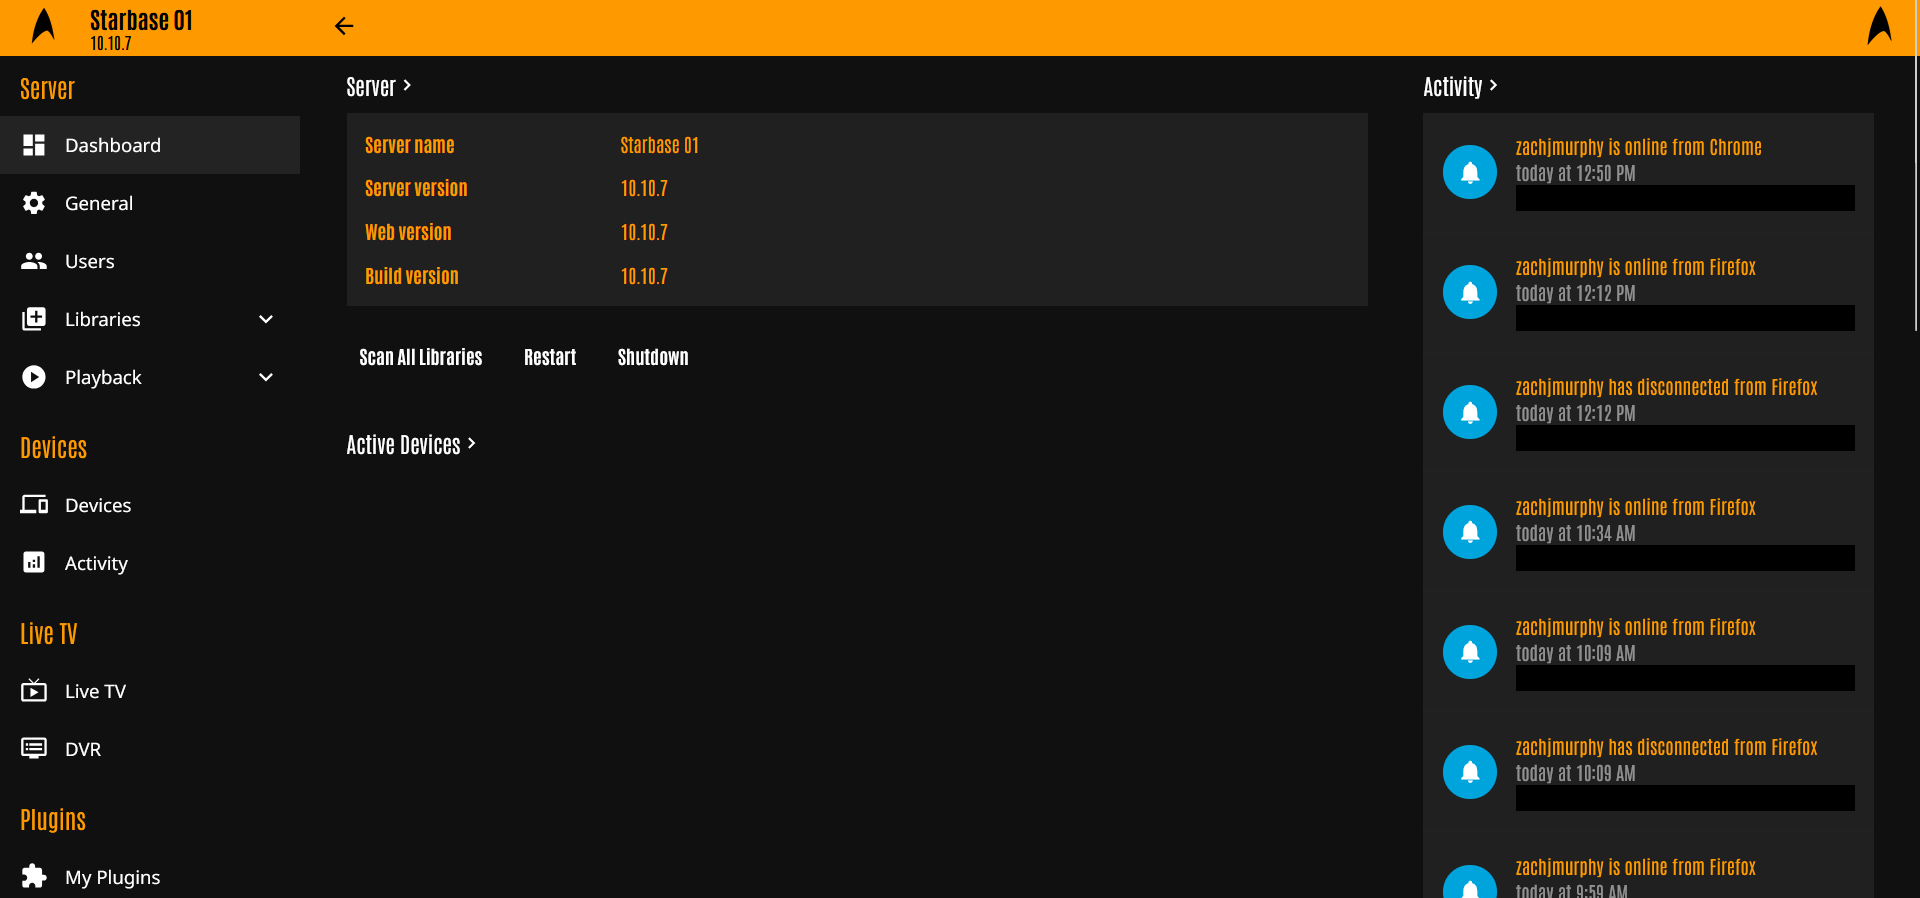 Starbase 01
10.10.7
Server
Dashboard
General
Users
Libraries
Playback
Devices
Devices
Activity
Live TV
Live TV
DVR
Plugins
My Plugins
Server
Server name Starbase 01
Server version 10.10.7
Web version 10.10.7
Build version 10.10.7
Scan All Libraries Restart Shutdown
Active Devices
Activity
zachjmurphy is online from Chrome
today at 12:50 PM
zachjmurphy is online from Firefox
today at 12:12 PM
zachjmurphy has disconnected from Firefox
today at 12:12 PM
zachjmurphy is online from Firefox
today at 10:34 AM
zachjmurphy is online from Firefox
today at 10:09 AM
zachjmurphy has disconnected from Firefox
today at 10:09 AM
zachjmurphy is online from Firefox
today at 9:59 AM